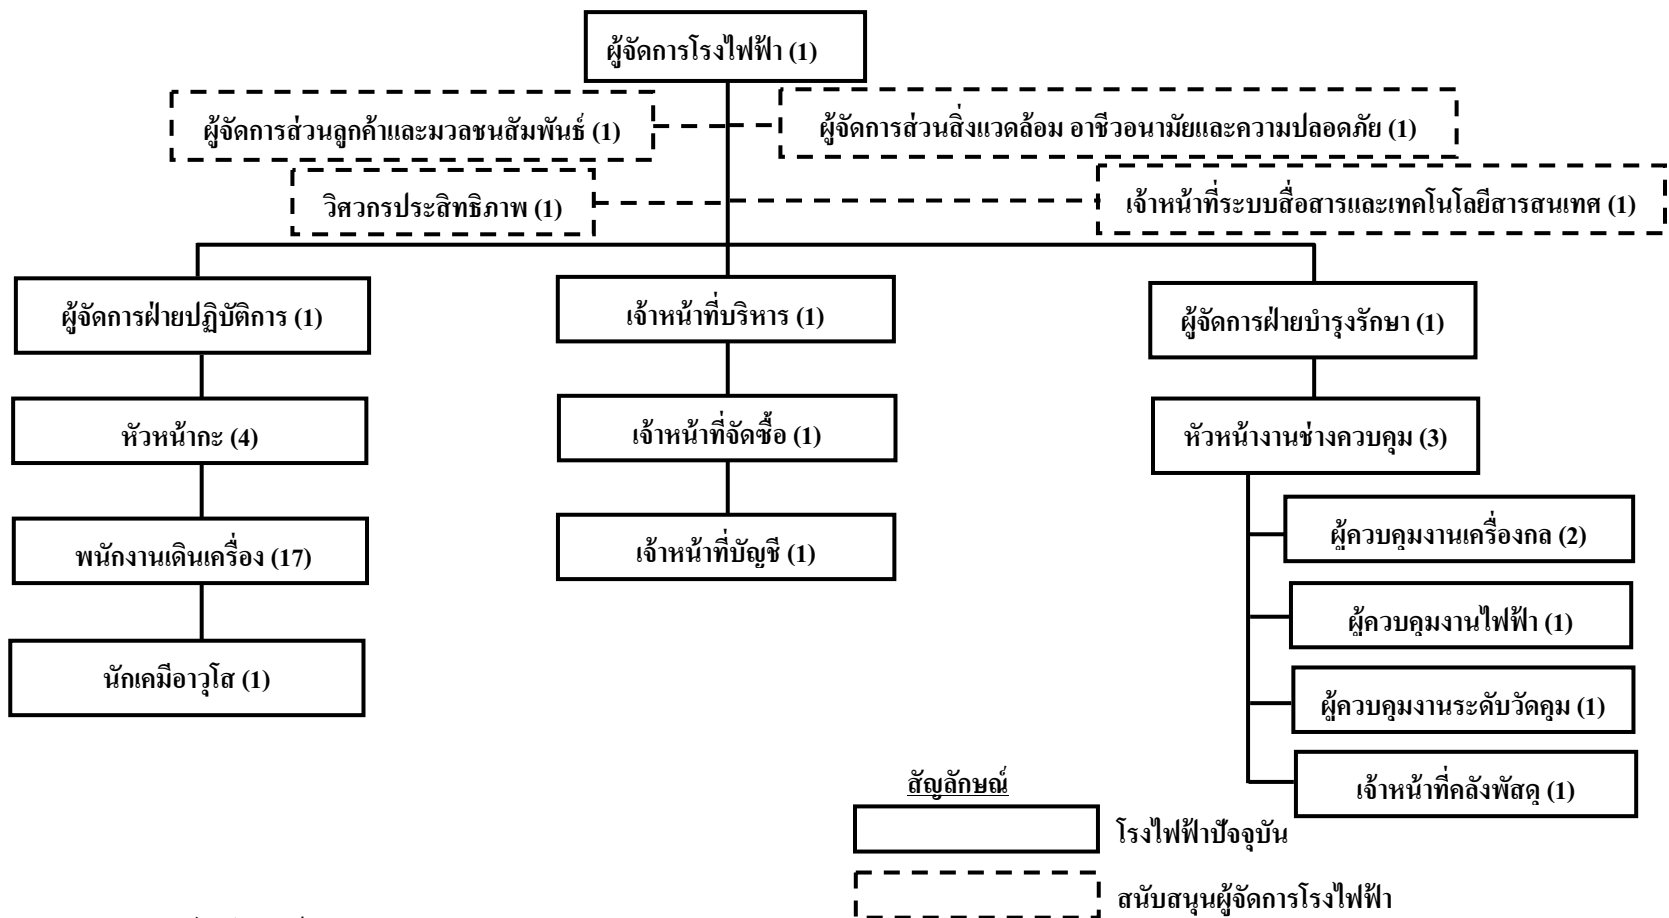 ผู้จัดการโรงไฟฟ้า (1)
ผู้จัดการส่วนลูกค้าและมวลชนสัมพันธ์ (1)
ผู้จัดการส่วนสิ่งแวดล้อม อาชีวอนามัยและความปลอดภัย (1)
วิศวกรประสิทธิภาพ (1)
เจ้าหน้าที่ระบบสื่อสารและเทคโนโลยีสารสนเทศ (1)
ผู้จัดการฝ่ายปฏิบัติการ (1)
เจ้าหน้าที่บริหาร (1)
ผู้จัดการฝ่ายบำรุงรักษา (1)
หัวหน้ากะ (4)
เจ้าหน้าที่จัดซื้อ (1)
หัวหน้างานช่างควบคุม (3)
พนักงานเดินเครื่อง (17)
เจ้าหน้าที่บัญชี (1)
ผู้ควบคุมงานเครื่องกล (2)
ผู้ควบคุมงานไฟฟ้า (1)
นักเคมีอาวุโส (1)
ผู้ควบคุมงานระดับวัดคุม (1)
เจ้าหน้าที่คลังพัสดุ (1)
สัญลักษณ์
โรงไฟฟ้าปัจจุบัน
สนับสนุนผู้จัดการโรงไฟฟ้า